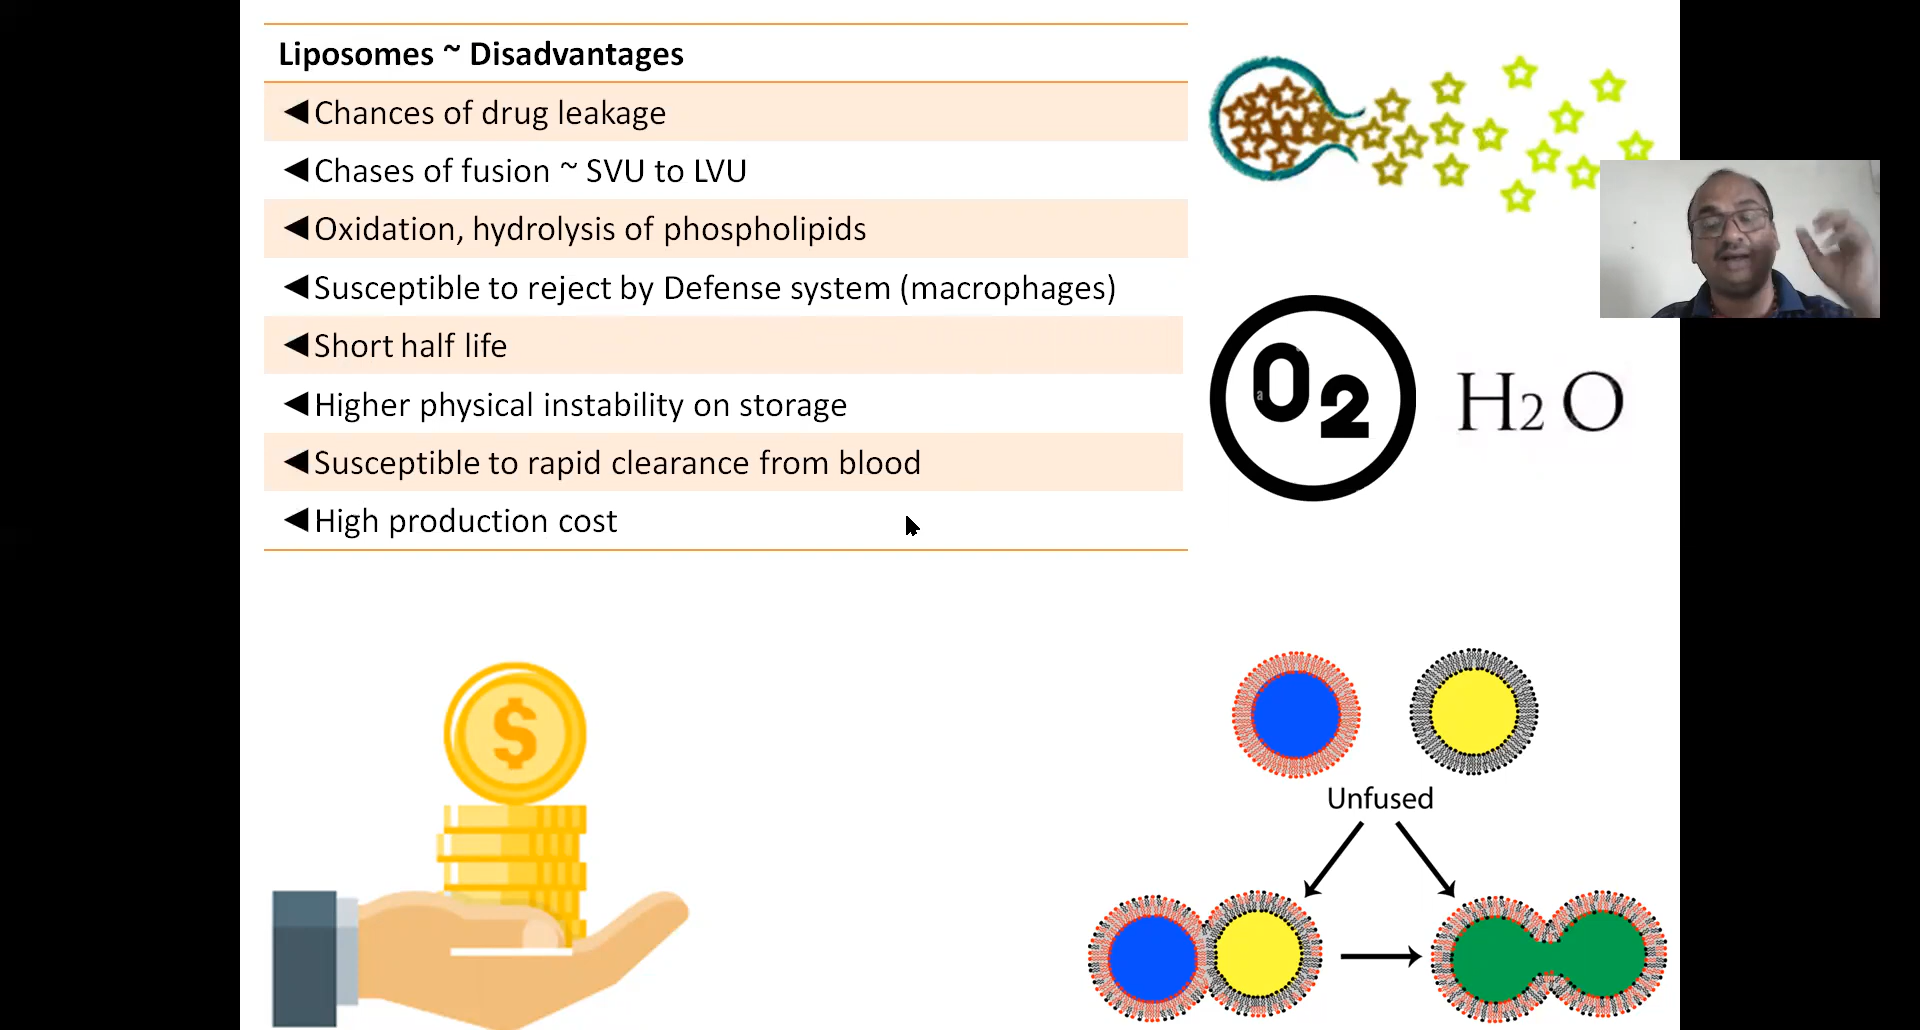 Liposomes ~ Disadvantages
◄Chances of drug leakage
◄Chases of fusion ~ SVU to LVU
◄Oxidation, hydrolysis of phospholipids
◄Susceptible to reject by Defense system (macrophages)
◄Short half life
◄Higher physical instability on storage
◄Susceptible to rapid clearance from blood
◄High production cost
O2
H2O
$
Unfused